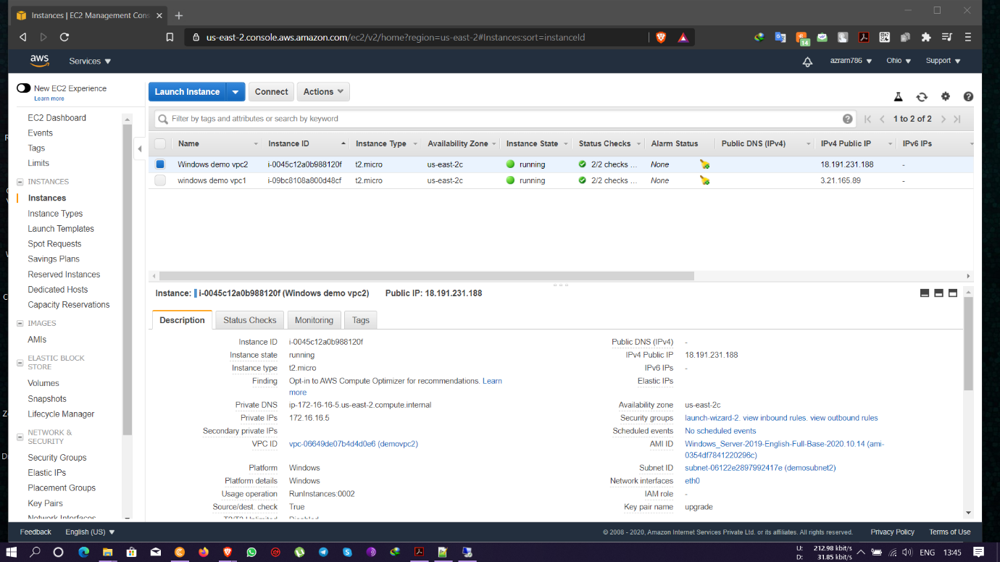 Instances | EC2 Management Cons
us-east-2.console.aws.amazon.com/ec2/v2/home?region=us-east-2#Instances:sort=instanceId
14
aws
Services
azram786
Ohio
Support
New EC2 Experience
Learn more
EC2 Dashboard
Events
Tags
Limits
INSTANCES
Instances
Instance Types
Launch Templates
Spot Requests
Savings Plans
Reserved Instances
Dedicated Hosts
Capacity Reservations
IMAGES
AMIs
ELASTIC BLOCK
STORE
Volumes
Snapshots
Lifecycle Manager
NETWORK &
SECURITY
Security Groups
Elastic IPs
Placement Groups
Key Pairs
Network Interfaces
Launch Instance Connect Actions
Filter by tags and attributes or search by keyword
1 to 2 of 2
Name Instance ID Instance Type Availability Zone Instance State Status Checks Alarm Status Public DNS (IPv4) IPv4 Public IP IPv6 IPs
Windows demo vpc2 i-0045c12a0b988120f t2.micro us-east-2c running 2/2 checks ... None 18.191.231.188 -
windows demo vpc1 i-09bc8108a800d48cf t2.micro us-east-2c running 2/2 checks ... None 3.21.165.89 -
Instance: i-0045c12a0b988120f (Windows demo vpc2) Public IP: 18.191.231.188
Description Status Checks Monitoring Tags
Instance ID i-0045c12a0b988120f
Instance state running
Instance type t2.micro
Finding Opt-in to AWS Compute Optimizer for recommendations. Learn
more
Private DNS ip-172-16-16-5.us-east-2.compute.internal
Private IPs 172.16.16.5
Secondary private IPs
VPC ID vpc-06649de07b4d4d0e6 (demovpc2)
Platform Windows
Platform details Windows
Usage operation RunInstances:0002
Source/dest. check True
T2/T3 Unlimited Disabled
Public DNS (IPv4) -
IPv4 Public IP 18.191.231.188
IPv6 IPs -
Elastic IPs
Availability zone us-east-2c
Security groups launch-wizard-2. view inbound rules. view outbound rules
Scheduled events No scheduled events
AMI ID Windows_Server-2019-English-Full-Base-2020.10.14 (ami-
0354df7841220296c)
Subnet ID subnet-06122e2897992417e (demosubnet2)
Network interfaces eth0
IAM role -
Key pair name upgrade
Feedback English (US) © 2008 - 2020, Amazon Internet Services Private Ltd. or its affiliates. All rights reserved. Privacy Policy Terms of Use
U: 212.98 kbit/s
D: 31.85 kbit/s
ENG 13:45